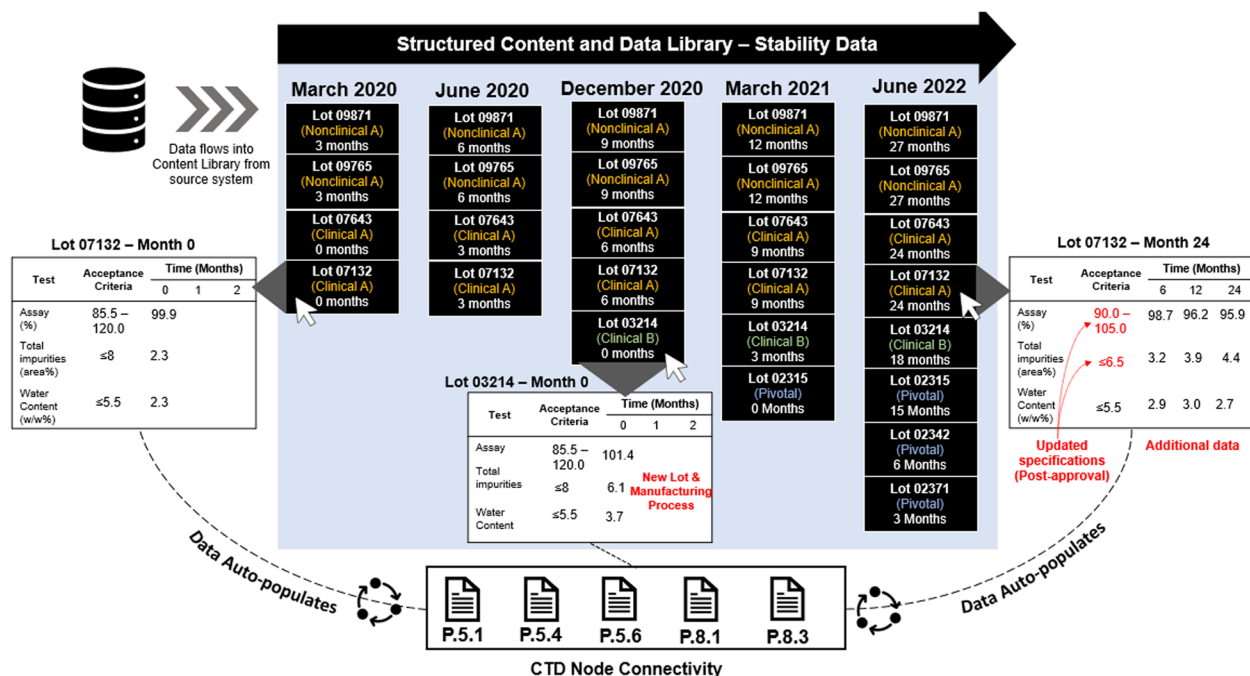 Structured Content and Data Library – Stability Data
Data flows into
Content Library from
source system
March 2020
Lot 09871
(Nonclinical A)
3 months
Lot 09765
(Nonclinical A)
3 months
Lot 07643
(Clinical A)
0 months
Lot 07132
(Clinical A)
0 months
June 2020
Lot 09871
(Nonclinical A)
6 months
Lot 09765
(Nonclinical A)
6 months
Lot 07643
(Clinical A)
3 months
Lot 07132
(Clinical A)
3 months
December 2020
Lot 09871
(Nonclinical A)
9 months
Lot 09765
(Nonclinical A)
9 months
Lot 07643
(Clinical A)
6 months
Lot 07132
(Clinical A)
6 months
Lot 03214
(Clinical B)
0 months
March 2021
Lot 09871
(Nonclinical A)
12 months
Lot 09765
(Nonclinical A)
12 months
Lot 07643
(Clinical A)
9 months
Lot 07132
(Clinical A)
9 months
Lot 03214
(Clinical B)
3 months
Lot 02315
(Pivotal)
0 Months
June 2022
Lot 09871
(Nonclinical A)
27 months
Lot 09765
(Nonclinical A)
27 months
Lot 07643
(Clinical A)
24 months
Lot 07132
(Clinical A)
24 months
Lot 03214
(Clinical B)
18 months
Lot 02315
(Pivotal)
15 Months
Lot 02342
(Pivotal)
6 Months
Lot 02371
(Pivotal)
3 Months
Lot 07132 – Month 0
Test Acceptance Criteria Time (Months)
0 1 2
Assay (%) 85.5 – 120.0 99.9
Total impurities (area%) ≤8 2.3
Water Content (w/w%) ≤5.5 2.3
Lot 03214 – Month 0
Test Acceptance Criteria Time (Months)
0 1 2
Assay 85.5 – 120.0 101.4
Total impurities ≤8 6.1
Water Content ≤5.5 3.7
New Lot &
Manufacturing
Process
Lot 07132 – Month 24
Test Acceptance Criteria Time (Months)
6 12 24
Assay (%) 90.0 – 105.0 98.7 96.2 95.9
Total impurities (area%) ≤6.5 3.2 3.9 4.4
Water Content (w/w%) ≤5.5 2.9 3.0 2.7
Updated
specifications
(Post-approval)
Additional data
Data Auto-populates
Data Auto-populates
P.5.1 P.5.4 P.5.6 P.8.1 P.8.3
CTD Node Connectivity